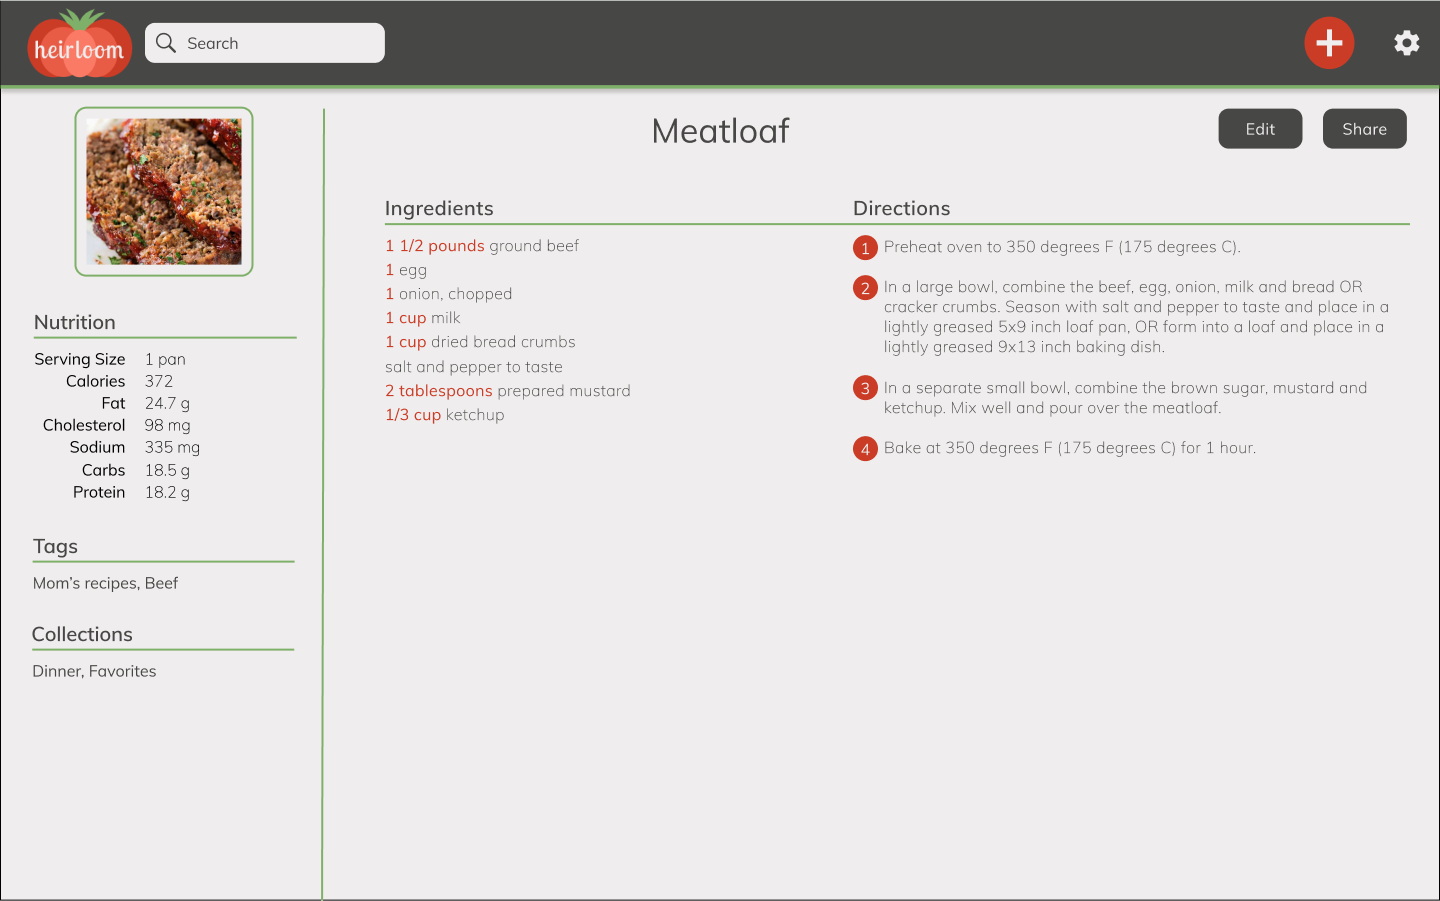 heirloom
Search
Meatloaf
Edit
Share
Nutrition
Serving Size 1 pan
Calories 372
Fat 24.7 g
Cholesterol 98 mg
Sodium 335 mg
Carbs 18.5 g
Protein 18.2 g
Tags
Mom's recipes, Beef
Collections
Dinner, Favorites
Ingredients
1 1/2 pounds ground beef
1 egg
1 onion, chopped
1 cup milk
1 cup dried bread crumbs
salt and pepper to taste
2 tablespoons prepared mustard
1/3 cup ketchup
Directions
1 Preheat oven to 350 degrees F (175 degrees C).
2 In a large bowl, combine the beef, egg, onion, milk and bread OR
cracker crumbs. Season with salt and pepper to taste and place in a
lightly greased 5x9 inch loaf pan, OR form into a loaf and place in a
lightly greased 9x13 inch baking dish.
3 In a separate small bowl, combine the brown sugar, mustard and
ketchup. Mix well and pour over the meatloaf.
4 Bake at 350 degrees F (175 degrees C) for 1 hour.